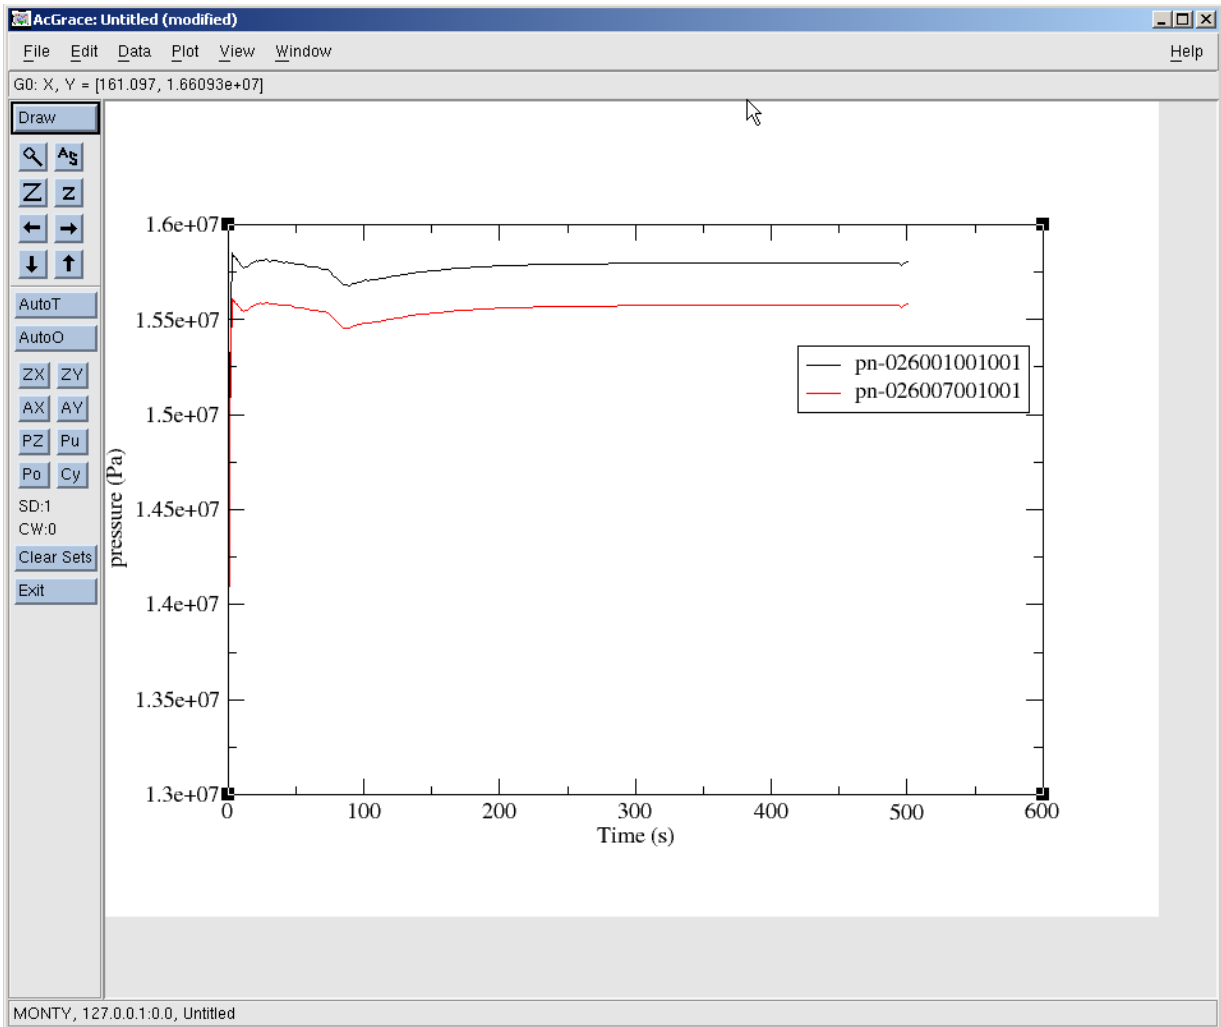 AcGrace: Untitled (modified)
File Edit Data Plot View Window Help
G0: X, Y = [161.097, 1.66093e+07]
Draw
A S
Z z
AutoT
AutoO
ZX ZY
AX AY
PZ Pu
Po Cy
SD:1
CW:0
Clear Sets
Exit
1.6e+07
1.55e+07
1.5e+07
1.45e+07
1.4e+07
1.35e+07
1.3e+07
pressure (Pa)
pn-026001001001
pn-026007001001
0 100 200 300 400 500 600
Time (s)
MONTY, 127.0.0.1:0.0, Untitled